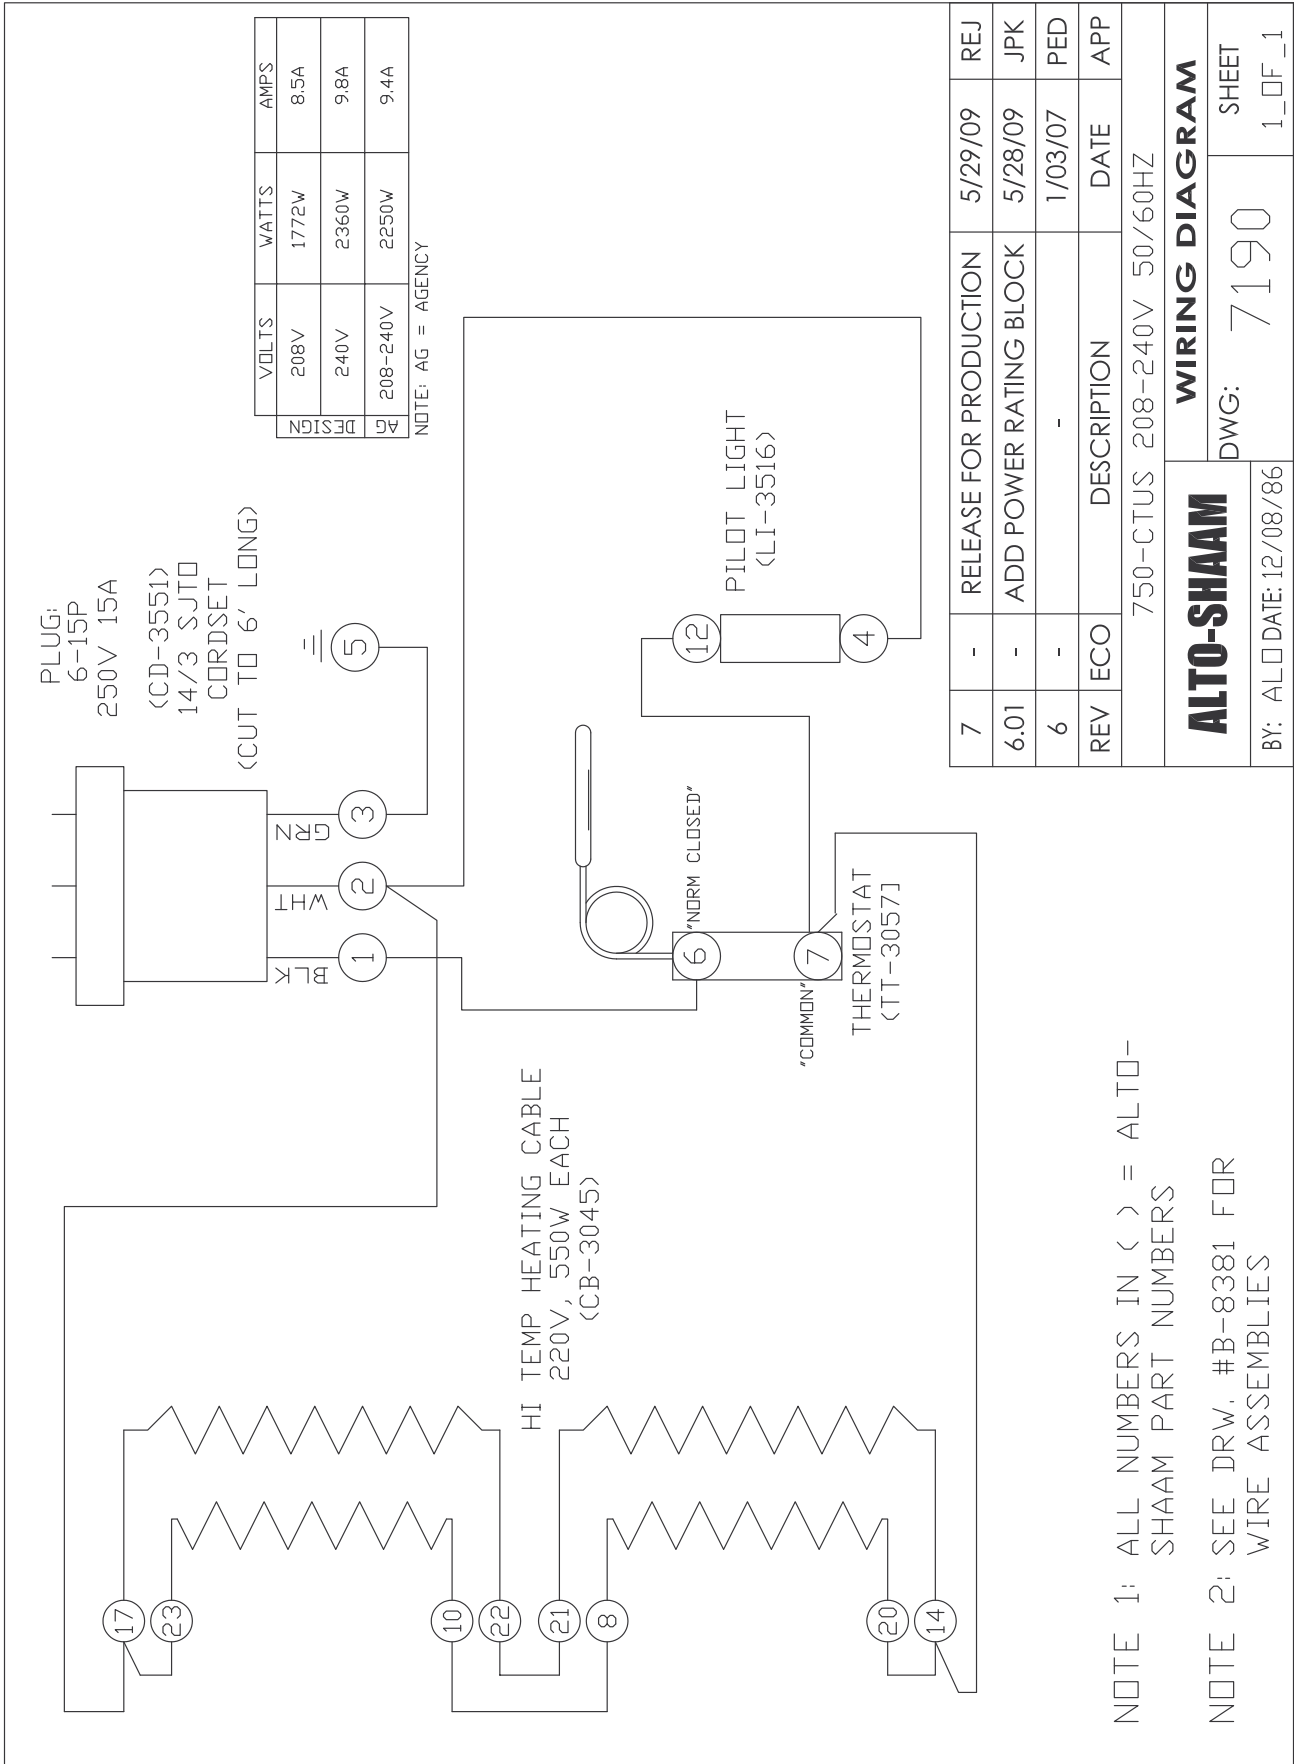 PLUG:
6-15P
250V 15A
(CD-3551)
14/3 SJTO
CORDSET
(CUT TO 6' LONG)
BLK
WHT
GRN
1
2
3
5
VOLTS WATTS AMPS
DESIGN
208V 1772W 8.5A
240V 2360W 9.8A
AG 208-240V 2250W 9.4A
NOTE: AG = AGENCY
17
23
10
22
21
8
20
14
HI TEMP HEATING CABLE
220V, 550W EACH
(CB-3045)
6
"NORM CLOSED"
7
"COMMON"
THERMOSTAT
(TT-3057]
12
4
PILOT LIGHT
(LI-3516)
NOTE 1: ALL NUMBERS IN ( ) = ALTO-
SHAAM PART NUMBERS
NOTE 2: SEE DRW. #B-8381 FOR
WIRE ASSEMBLIES
7 - RELEASE FOR PRODUCTION 5/29/09 REJ
6.01 - ADD POWER RATING BLOCK 5/28/09 JPK
6 - - 1/03/07 PED
REV ECO DESCRIPTION DATE APP
750-CTUS 208-240V 50/60HZ
ALTO-SHAAM
WIRING DIAGRAM
BY: ALO DATE: 12/08/86
DWG: 7190
SHEET
1_OF_1